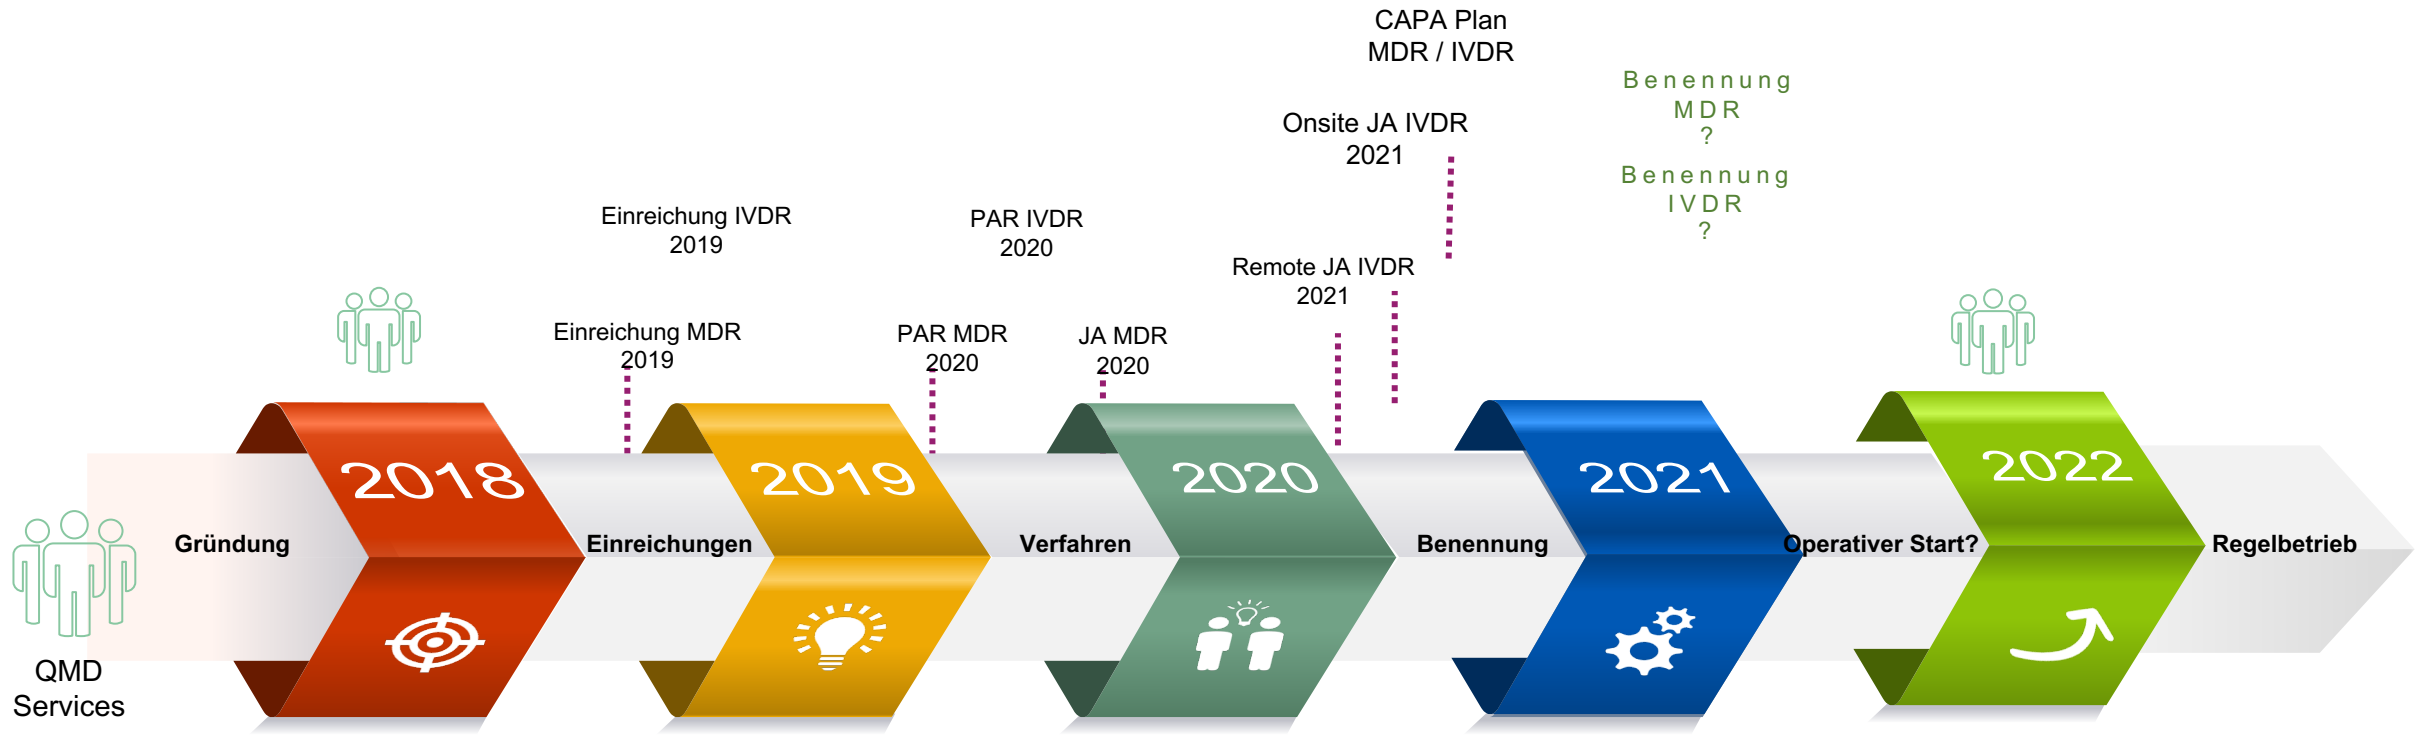 CAPA Plan
MDR / IVDR
Benennung
MDR
?
Onsite JA IVDR
2021
Benennung
IVDR
?
Einreichung IVDR
2019
PAR IVDR
2020
Remote JA IVDR
2021
Einreichung MDR
2019
PAR MDR
2020
JA MDR
2020
2018
2019
2020
2021
2022
Gründung
Einreichungen
Verfahren
Benennung
Operativer Start?
Regelbetrieb
QMD
Services